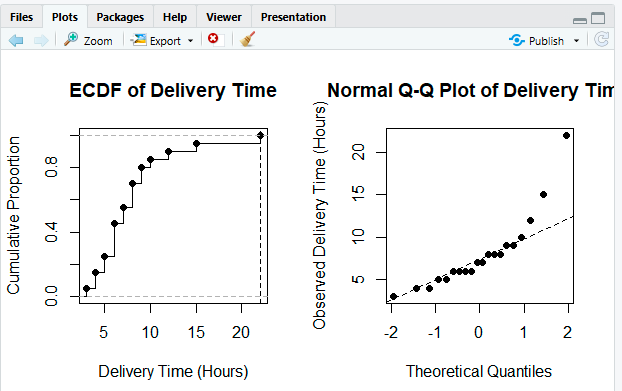 Files Plots Packages Help Viewer Presentation
Zoom Export Publish
ECDF of Delivery Time
Cumulative Proportion
0.0 0.4 0.8
5 10 15 20
Delivery Time (Hours)
Normal Q-Q Plot of Delivery Tim
Observed Delivery Time (Hours)
5 10 15 20
-2 -1 0 1 2
Theoretical Quantiles